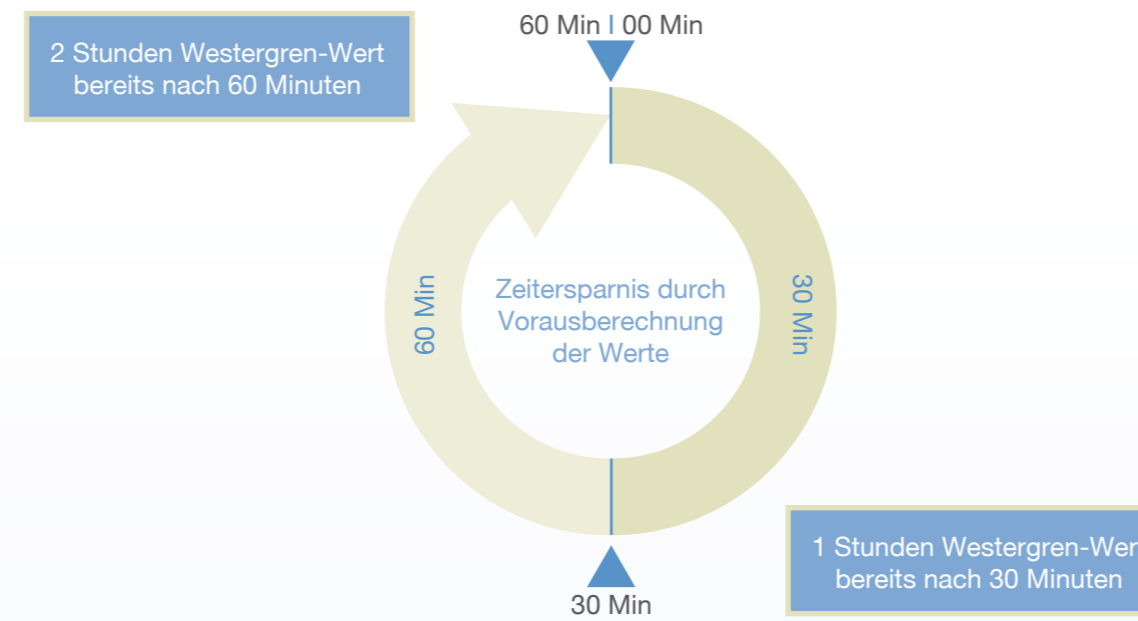 60 Min | 00 Min
2 Stunden Westergren-Wert
bereits nach 60 Minuten
60 Min
Zeitersparnis durch
Vorausberechnung
der Werte
30 Min
1 Stunden Westergren-Wer
bereits nach 30 Minuten
30 Min